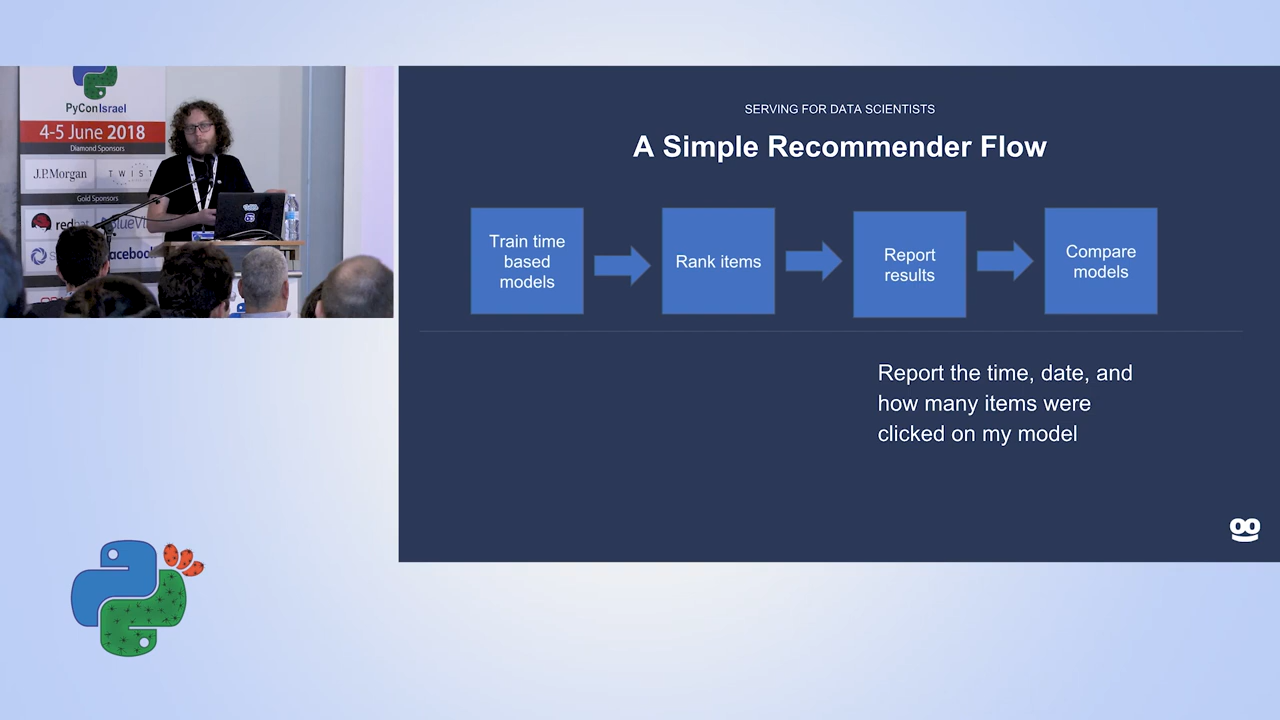 PyCon Israel
4-5 June 2018
Diamond Sponsors
J.P.Morgan
TWIST
Gold Sponsors
SERVING FOR DATA SCIENTISTS
A Simple Recommender Flow
Train time
based
models
Rank items
Report
results
Compare
models
Report the time, date, and
how many items were
clicked on my model